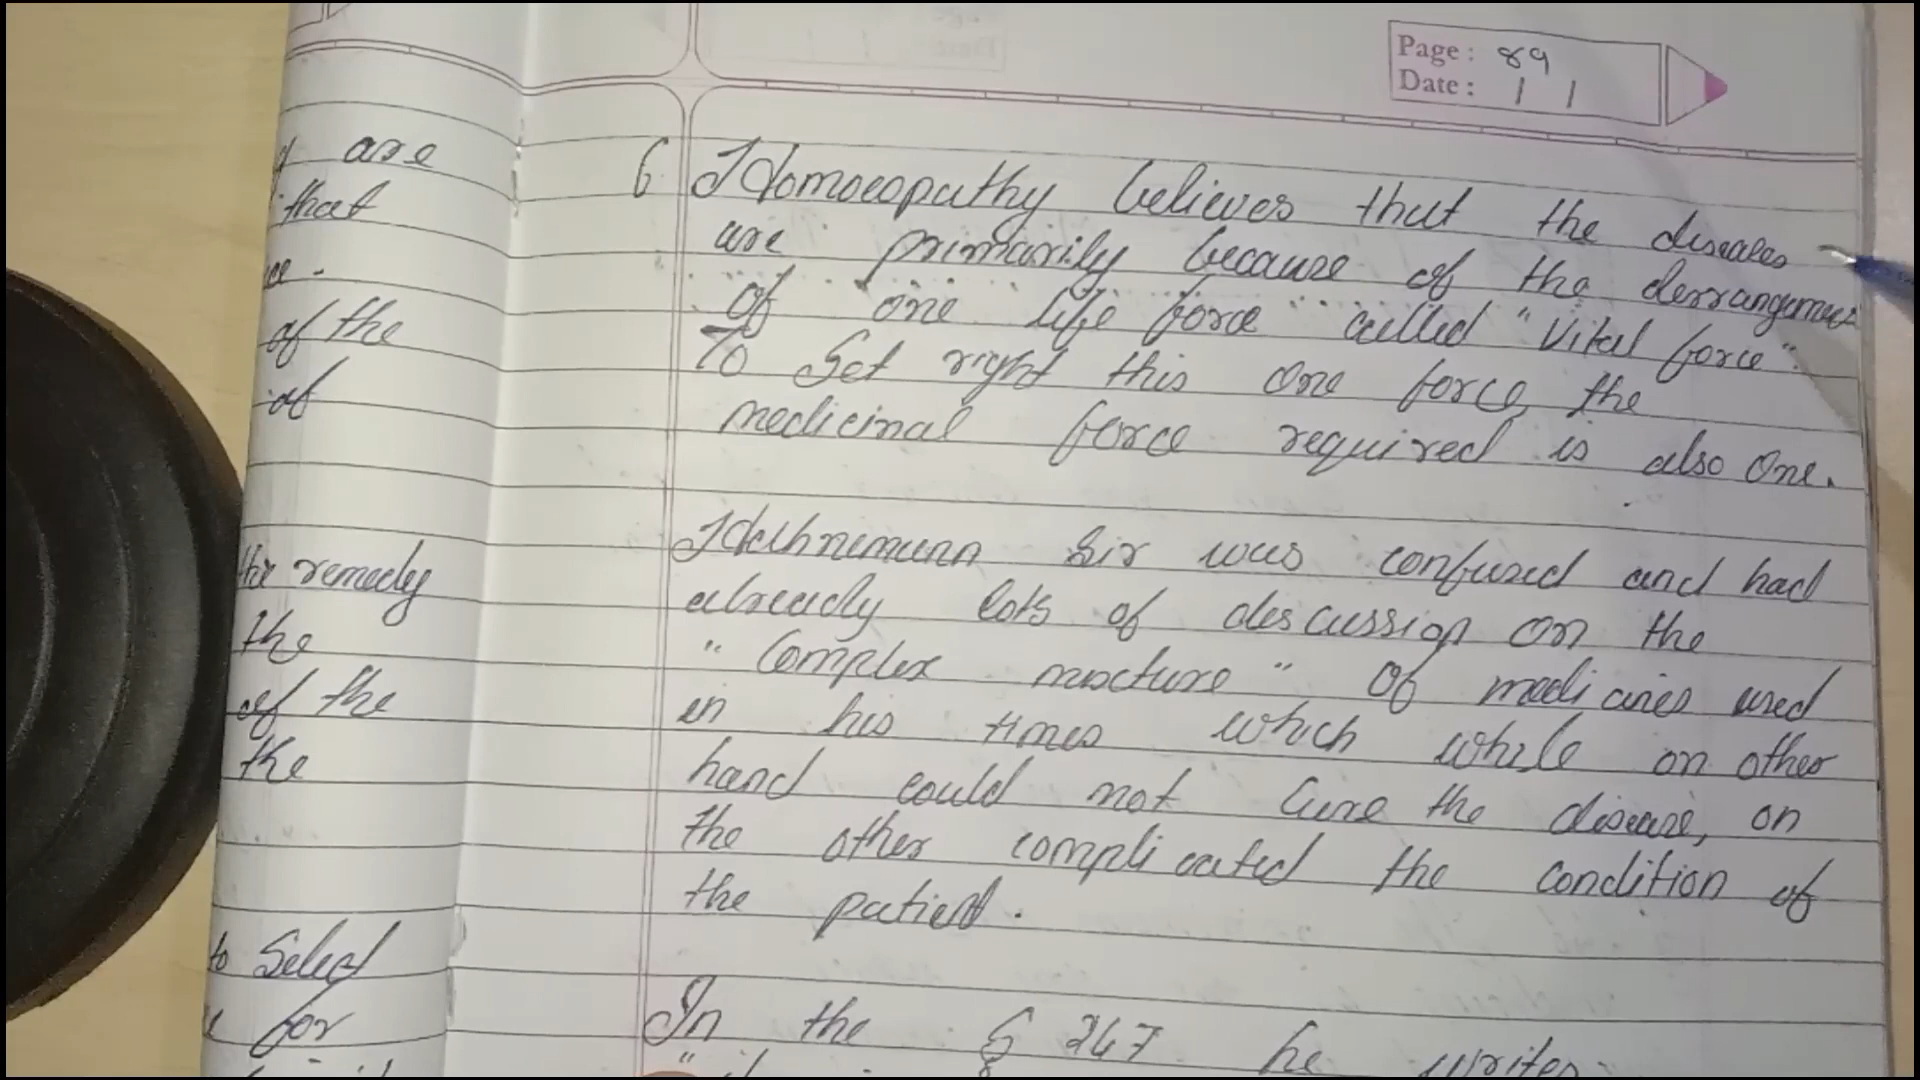 Page : 89
Date : / /
are
that
of the
of
the remedy
the
of the
the
to Select
for
6 Homoeopathy believes that the diseases
are primarily because of the derrangement
of one life force called "Vital force".
To Set right this one force, the
medicinal force required is also One.
Hahnemann Sir was confused and had
already lots of discussion on the
"Complex mixture" Of medicines used
in his times which while on other
hand could not Cure the disease, on
the other complicated the condition of
the patient.
In the § 247 he writes